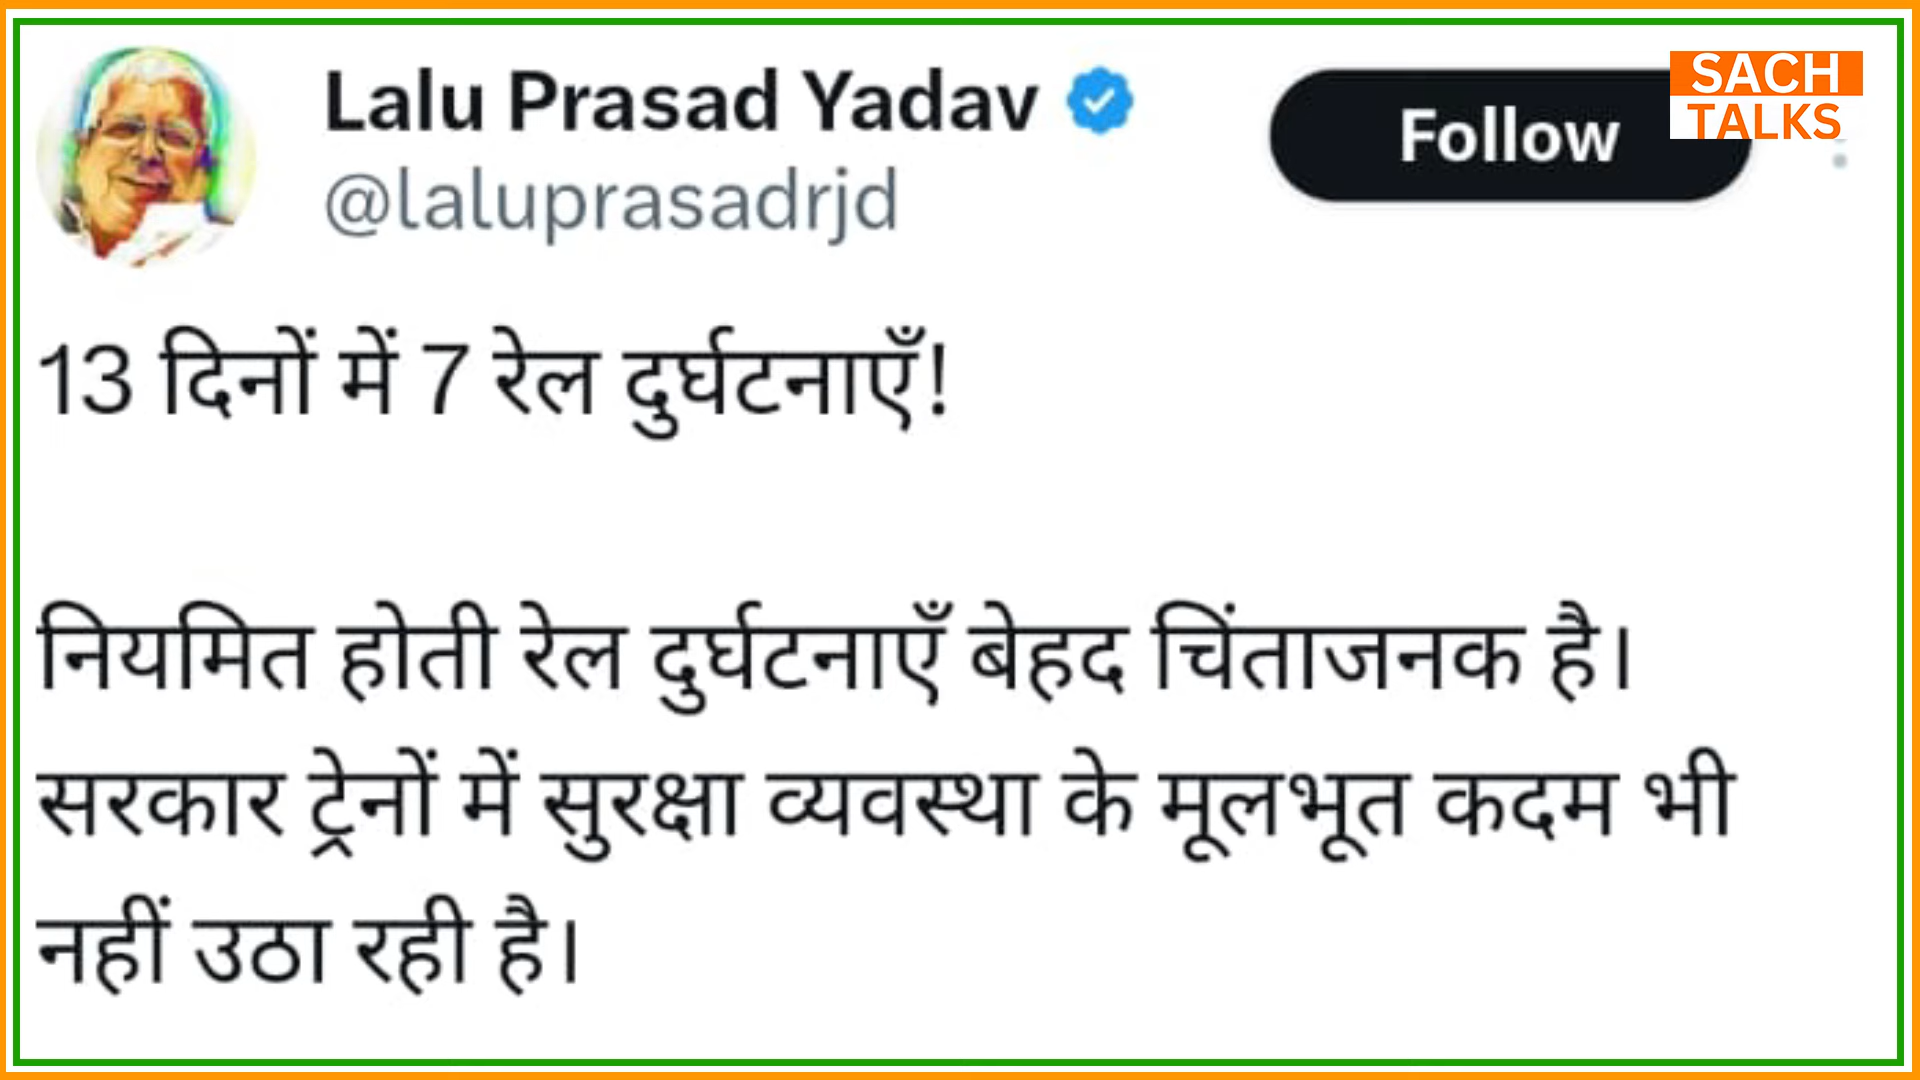 Lalu Prasad Yadav
@laluprasadrjd
Follow
SACH
TALKS
13 दिनों में 7 रेल दुर्घटनाएँ!
नियमित होती रेल दुर्घटनाएँ बेहद चिंताजनक है।
सरकार ट्रेनों में सुरक्षा व्यवस्था के मूलभूत कदम भी
नहीं उठा रही है।